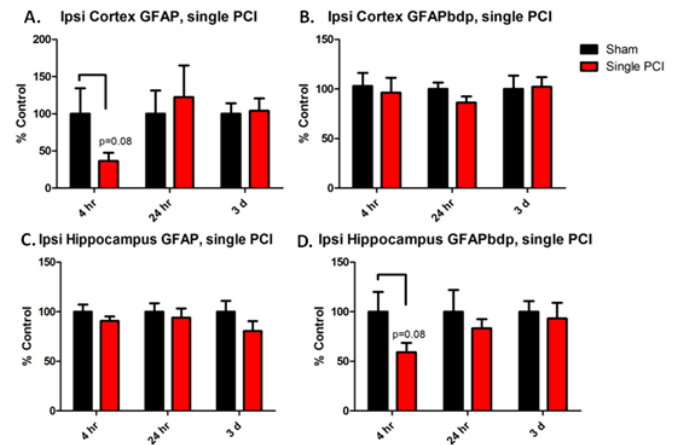 A. Ipsi Cortex GFAP, single PCI
% Control
200
150
100
50
0
p=0.08
4 hr
24 hr
3 d
B. Ipsi Cortex GFAPbdp, single PCI
% Control
150
100
50
0
4 hr
24 hr
3 d
Sham
Single PCI
C. Ipsi Hippocampus GFAP, single PCI
% Control
150
100
50
0
4 hr
24 hr
3 d
D. Ipsi Hippocampus GFAPbdp, single PCI
% Control
150
100
50
0
p=0.08
4 hr
24 hr
3 d